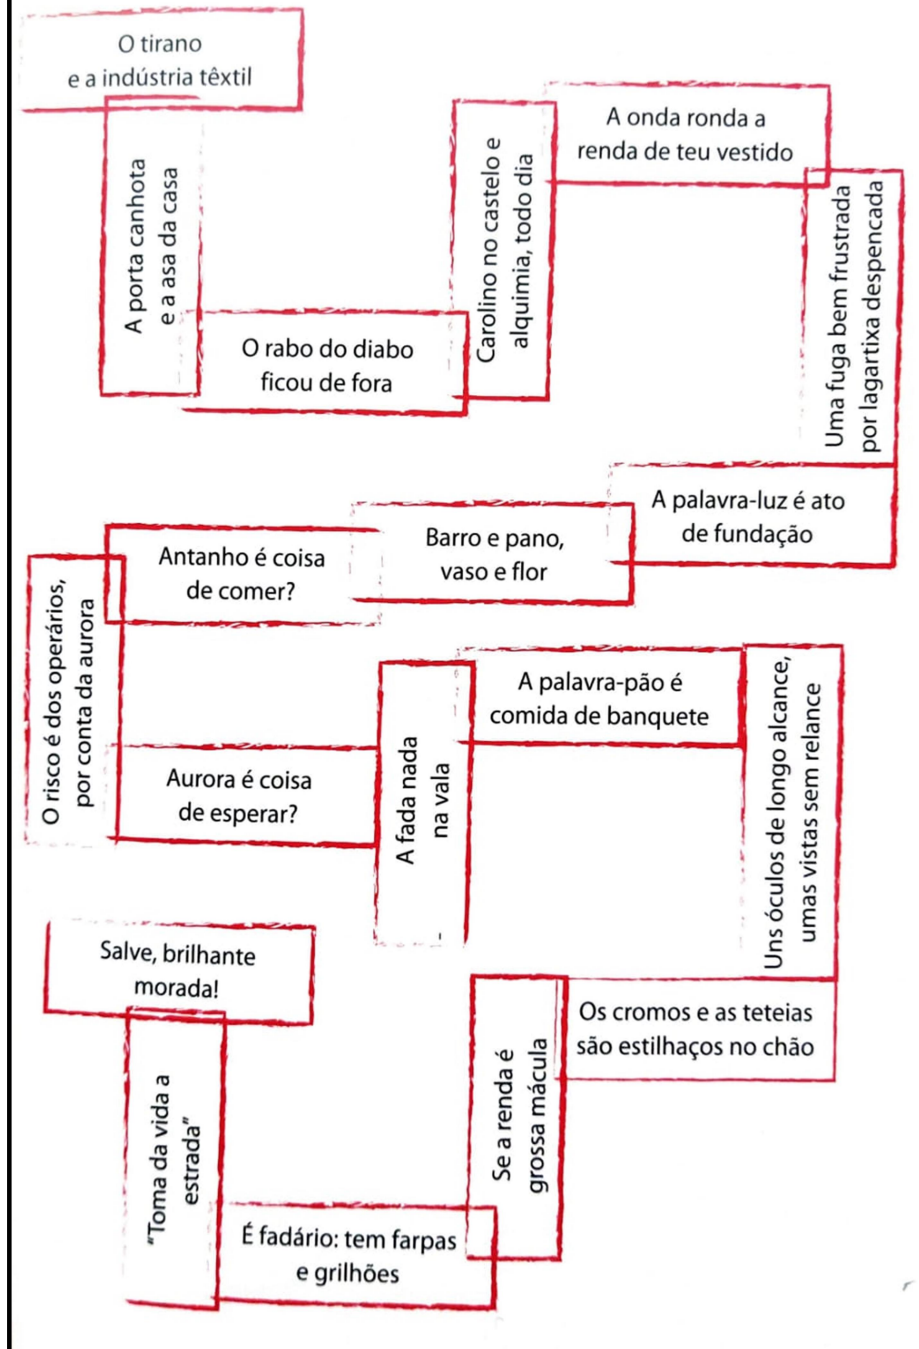 O tirano
e a indústria têxtil
A porta canhota
e a asa da casa
O rabo do diabo
ficou de fora
Carolino no castelo e
alquimia, todo dia
A onda ronda a
renda de teu vestido
Uma fuga bem frustrada
por lagartixa despencada
A palavra-luz é ato
de fundação
Barro e pano,
vaso e flor
Antanho é coisa
de comer?
O risco é dos operários,
por conta da aurora
Aurora é coisa
de esperar?
A fada nada
na vala
A palavra-pão é
comida de banquete
Uns óculos de longo alcance,
umas vistas sem relance
Os cromos e as teteias
são estilhaços no chão
Se a renda é
grossa mácula
É fadário: tem farpas
e grilhões
"Toma da vida a
estrada"
Salve, brilhante
morada!